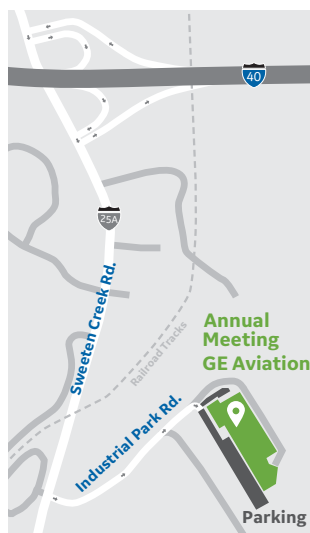 40
25A
Sweeten Creek Rd.
Railroad Tracks
Annual
Meeting
GE Aviation
Industrial Park Rd.
Parking